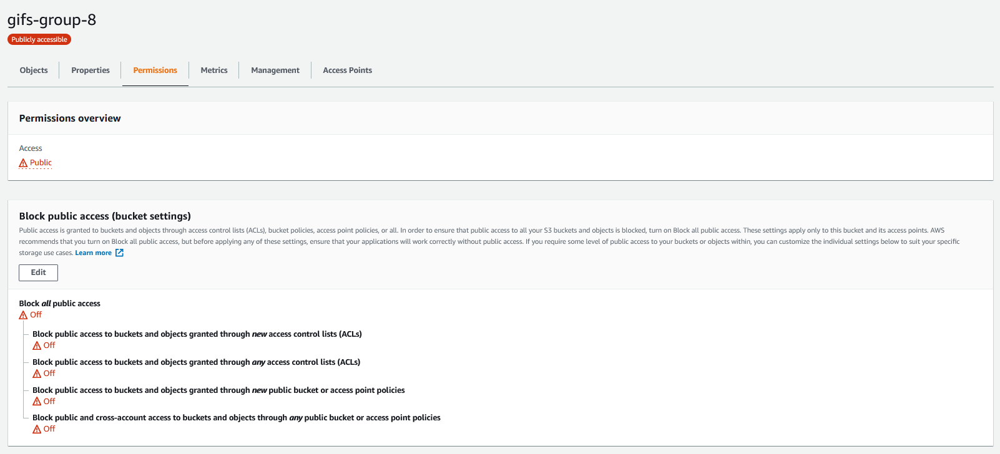 gifs-group-8
Publicly accessible
Objects
Properties
Permissions
Metrics
Management
Access Points
Permissions overview
Access
Public
Block public access (bucket settings)
Public access is granted to buckets and objects through access control lists (ACLs), bucket policies, access point policies, or all. In order to ensure that public access to all your S3 buckets and objects is blocked, turn on Block all public access. These settings apply only to this bucket and its access points. AWS
recommends that you turn on Block all public access, but before applying any of these settings, ensure that your applications will work correctly without public access. If you require some level of public access to your buckets or objects within, you can customize the individual settings below to suit your specific
storage use cases. Learn more
Edit
Block all public access
Off
Block public access to buckets and objects granted through new access control lists (ACLs)
Off
Block public access to buckets and objects granted through any access control lists (ACLs)
Off
Block public access to buckets and objects granted through new public bucket or access point policies
Off
Block public and cross-account access to buckets and objects through any public bucket or access point policies
Off